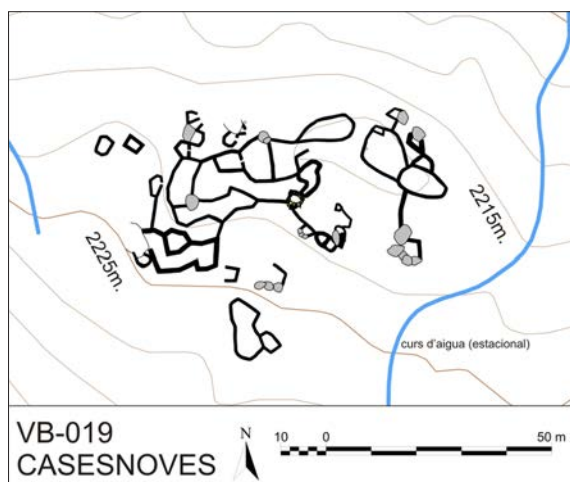 2225m.
2215m.
curs d'aigua (estacional)
VB-019
CASESNOVES
N
10 0 50 m